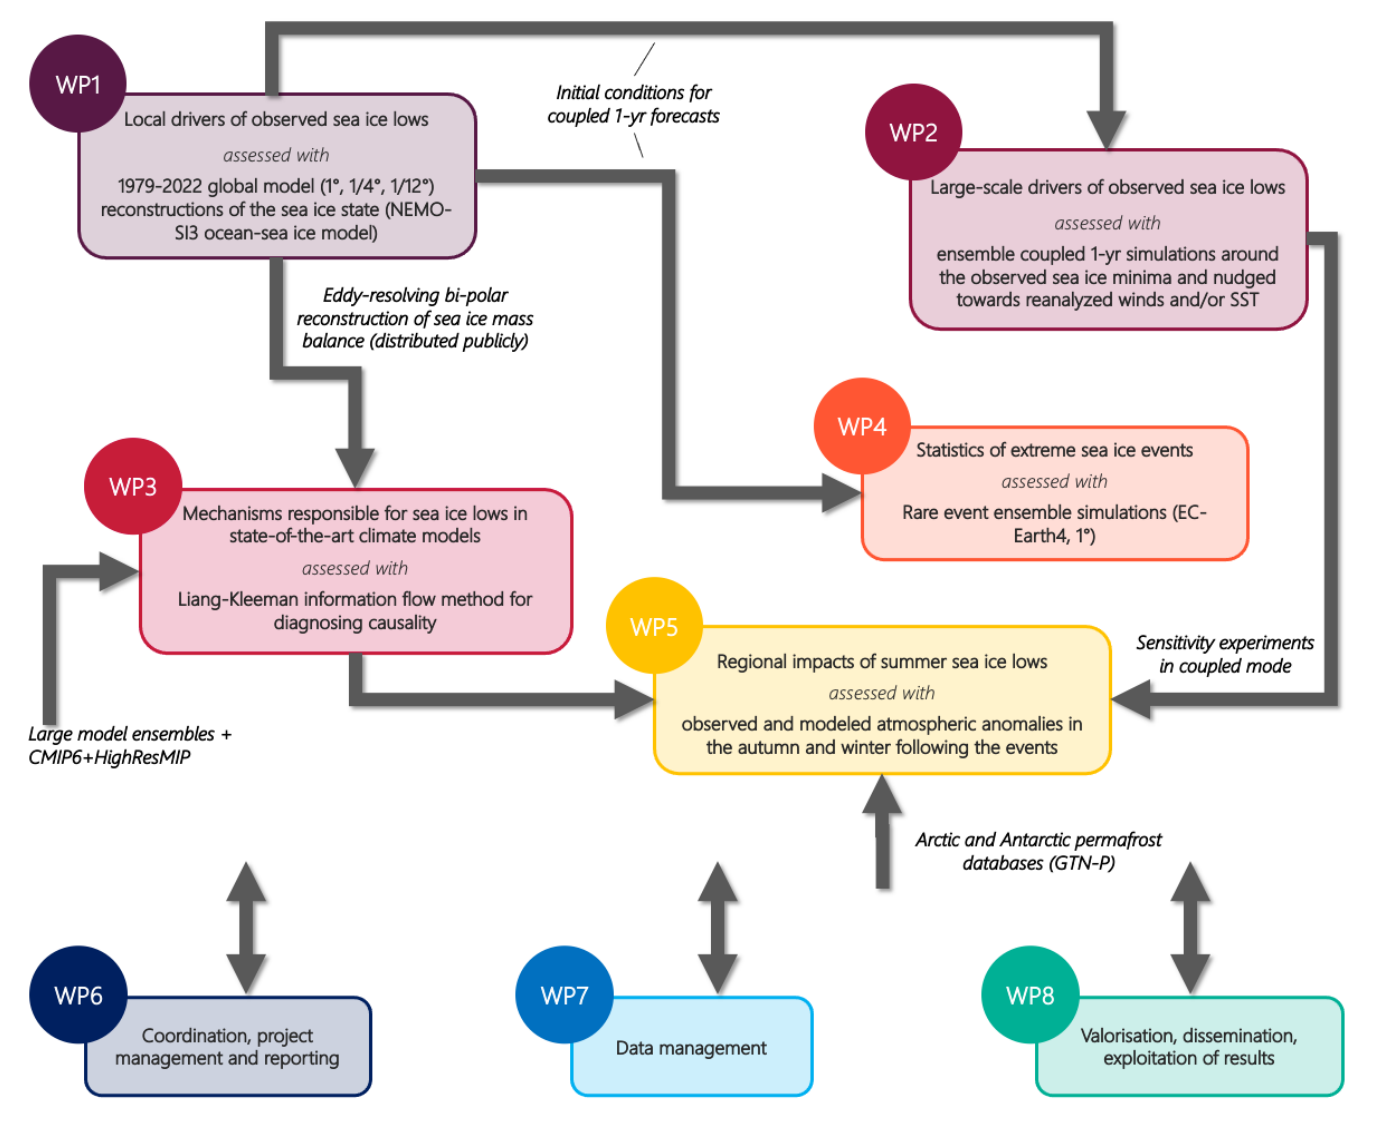 WP1
Local drivers of observed sea ice lows
assessed with
1979-2022 global model (1°, 1/4°, 1/12°)
reconstructions of the sea ice state (NEMO-
SI3 ocean-sea ice model)
Initial conditions for
coupled 1-yr forecasts
WP2
Large-scale drivers of observed sea ice lows
assessed with
ensemble coupled 1-yr simulations around
the observed sea ice minima and nudged
towards reanalyzed winds and/or SST
Eddy-resolving bi-polar
reconstruction of sea ice mass
balance (distributed publicly)
WP3
Mechanisms responsible for sea ice lows in
state-of-the-art climate models
assessed with
Liang-Kleeman information flow method for
diagnosing causality
WP4
Statistics of extreme sea ice events
assessed with
Rare event ensemble simulations (EC-
Earth4, 1°)
Large model ensembles +
CMIP6+HighResMIP
WP5
Regional impacts of summer sea ice lows
assessed with
observed and modeled atmospheric anomalies in
the autumn and winter following the events
Sensitivity experiments
in coupled mode
Arctic and Antarctic permafrost
databases (GTN-P)
WP6
Coordination, project
management and reporting
WP7
Data management
WP8
Valorisation, dissemination,
exploitation of results